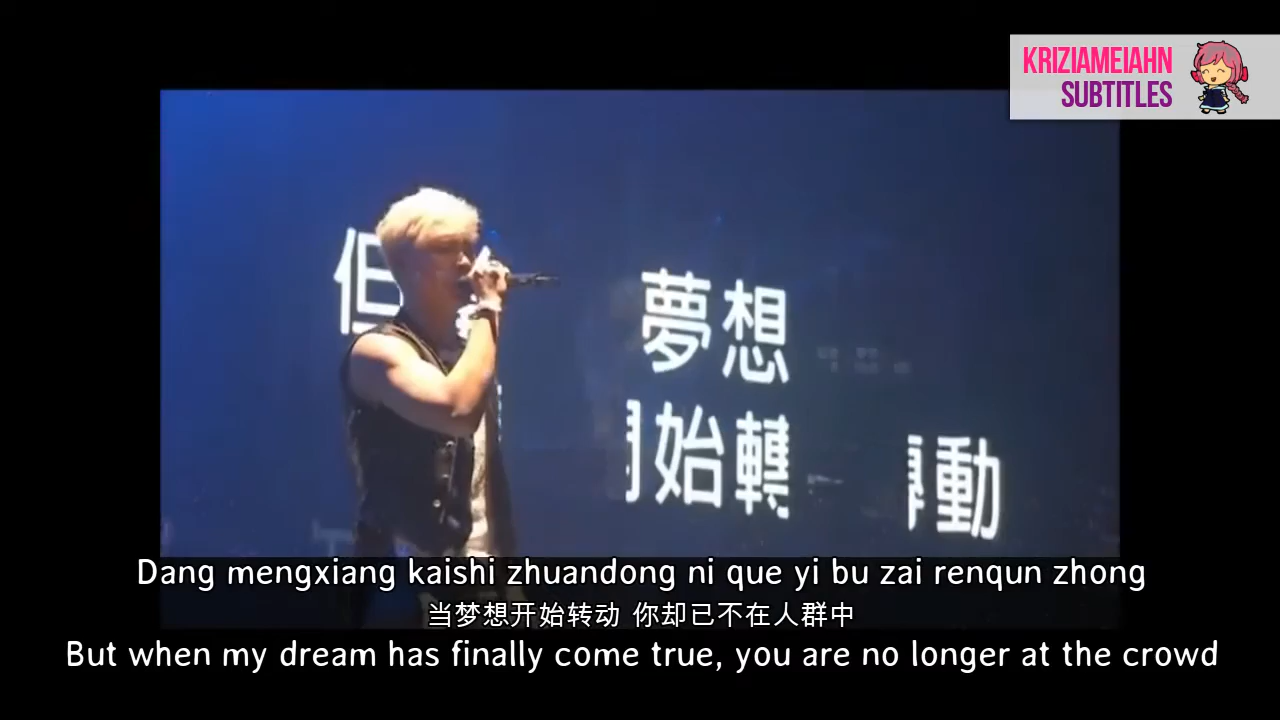 KRIZIAMEIAHN
SUBTITLES
但
夢想
開始轉動
Dang mengxiang kaishi zhuandong ni que yi bu zai renqun zhong
当梦想开始转动 你却已不在人群中
But when my dream has finally come true, you are no longer at the crowd